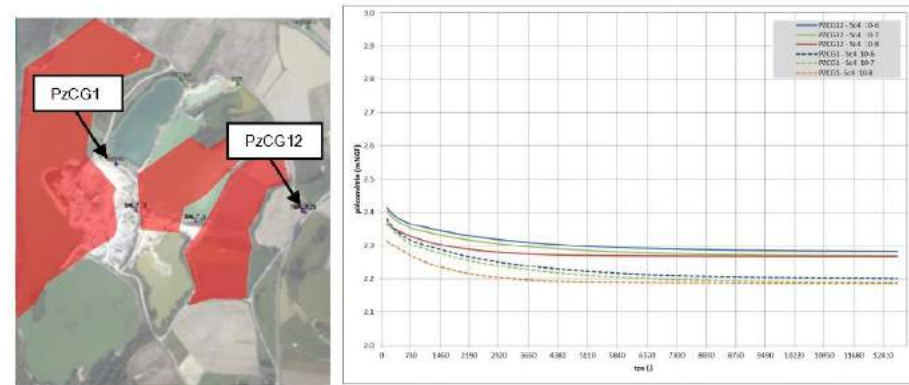 PzCG1
PzCG12
piézométrie (mNGF)
3.0
2.9
2.8
2.7
2.6
2.5
2.4
2.3
2.2
2.1
2.0
0
730
1460
2190
2920
3650
4380
5110
5840
6570
7300
8030
8760
9490
10220
10950
11680
12410
tps (j)
PzCG12 - Sc4 10-6
PzCG12 - Sc4 10-7
PzCG12 - Sc4 10-8
PzCG1 - Sc4 10-6
PzCG1 - Sc4 10-7
PzCG1 - Sc4 10-8